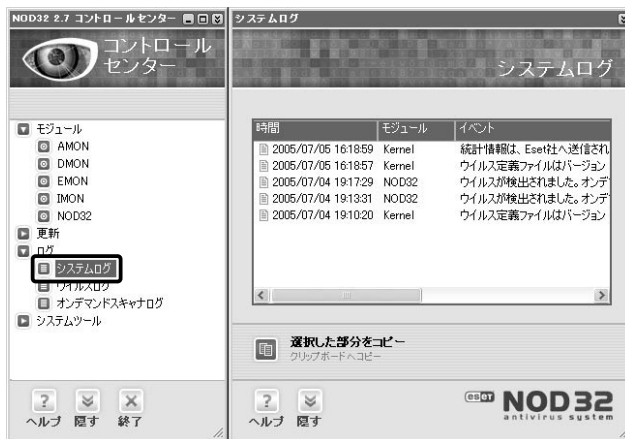 NOD32 2.7 コントロールセンター
コントロール
センター
モジュール
AMON
DMON
EMON
IMON
NOD32
更新
ログ
システムログ
ウイルスログ
オンデマンドスキャナログ
システムツール
ヘルプ 隠す 終了
システムログ
システムログ
時間 モジュール イベント
2005/07/05 16:18:59 Kernel 統計情報は、Eset社へ送信され
2005/07/05 16:18:57 Kernel ウイルス定義ファイルはバージョン
2005/07/04 19:17:29 NOD32 ウイルスが検出されました。オンデ
2005/07/04 19:13:31 NOD32 ウイルスが検出されました。オンデ
2005/07/04 19:10:20 Kernel ウイルス定義ファイルはバージョン
選択した部分をコピー
クリップボードへコピー
ヘルプ 隠す
eset NOD32
antivirus system